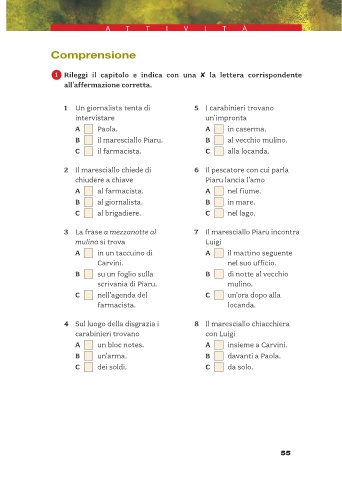 ATTIVITÀ
Comprensione
1 Rileggi il capitolo e indica con una ✘ la lettera corrispondente
all'affermazione corretta.
1 Un giornalista tenta di
intervistare
A Paola.
B il maresciallo Piaru.
C il farmacista.
2 Il maresciallo chiede di
chiudere a chiave
A al farmacista.
B al giornalista.
C al brigadiere.
3 La frase a mezzanotte al
mulino si trova
A in un taccuino di
Carvini.
B su un foglio sulla
scrivania di Piaru.
C nell'agenda del
farmacista.
4 Sul luogo della disgrazia i
carabinieri trovano
A un bloc notes.
B un'arma.
C dei soldi.
5 I carabinieri trovano
un'impronta
A in caserma.
B al vecchio mulino.
C alla locanda.
6 Il pescatore con cui parla
Piaru lancia l'amo
A nel fiume.
B in mare.
C nel lago.
7 Il maresciallo Piaru incontra
Luigi
A il mattino seguente
nel suo ufficio.
B di notte al vecchio
mulino.
C un'ora dopo alla
locanda.
8 Il maresciallo chiacchiera
con Luigi
A insieme a Carvini.
B davanti a Paola.
C da solo.
55